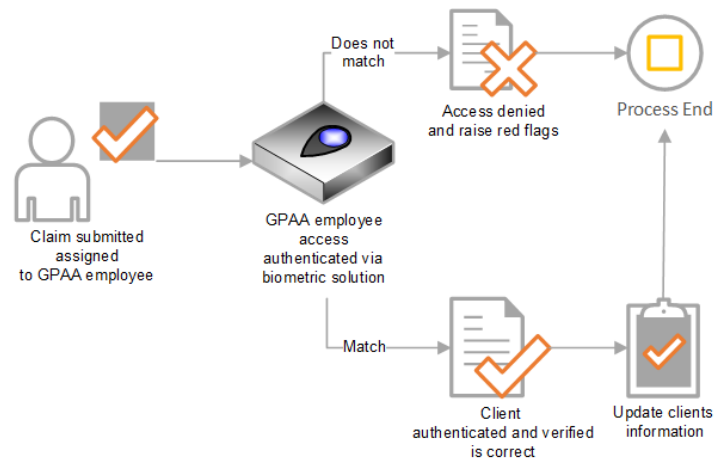 Does not
match
Access denied
and raise red flags
Process End
Claim submitted
assigned
to GPAA employee
GPAA employee
access
authenticated via
biometric solution
Match
Client
authenticated and verified
is correct
Update clients
information